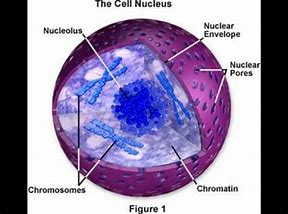 The Cell Nucleus
Nucleolus
Nuclear
Envelope
Nuclear
Pores
Chromosomes
Chromatin
Figure 1